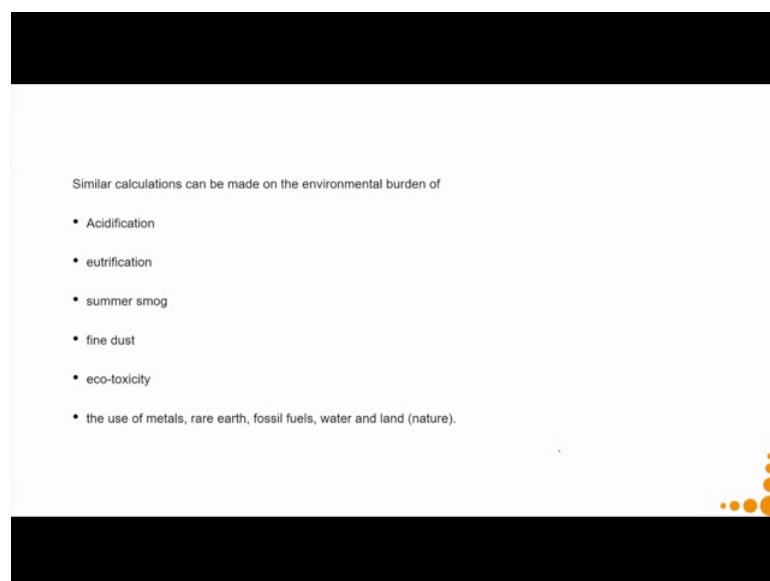 Similar calculations can be made on the environmental burden of
• Acidification
• eutrification
• summer smog
• fine dust
• eco-toxicity
• the use of metals, rare earth, fossil fuels, water and land (nature).